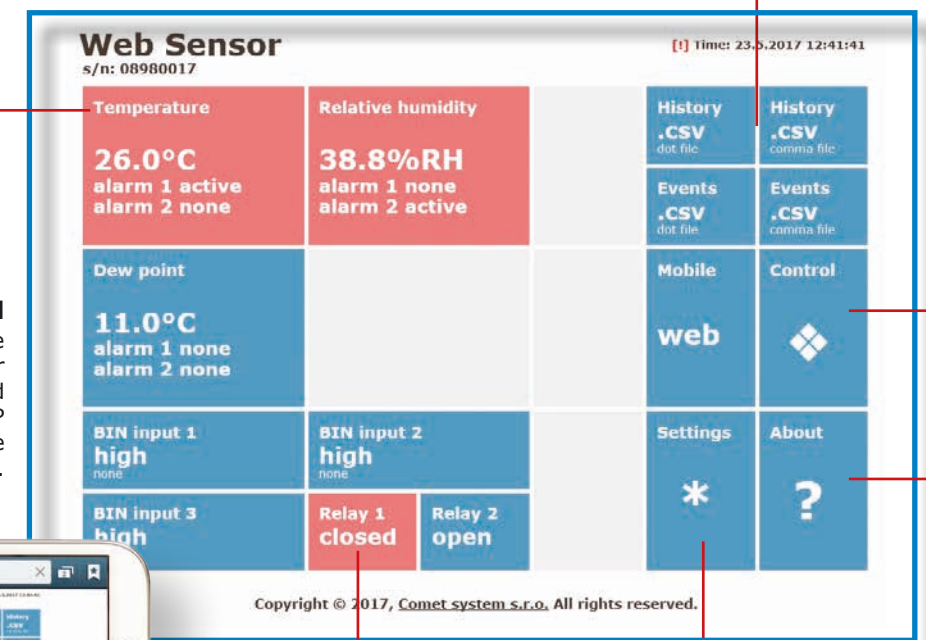 Web Sensor
s/n: 08980017
[!] Time: 23.5.2017 12:41:41
Temperature
26.0°C
alarm 1 active
alarm 2 none
Relative humidity
38.8%RH
alarm 1 none
alarm 2 active
History
.CSV
dot file
History
.CSV
comma file
Events
.CSV
dot file
Events
.CSV
comma file
Dew point
11.0°C
alarm 1 none
alarm 2 none
Mobile
web
Control
BIN input 1
high
none
BIN input 2
high
none
BIN input 3
high
Relay 1
closed
Relay 2
open
Settings
*
About
?
Copyright © 2017, Comet system s.r.o. All rights reserved.